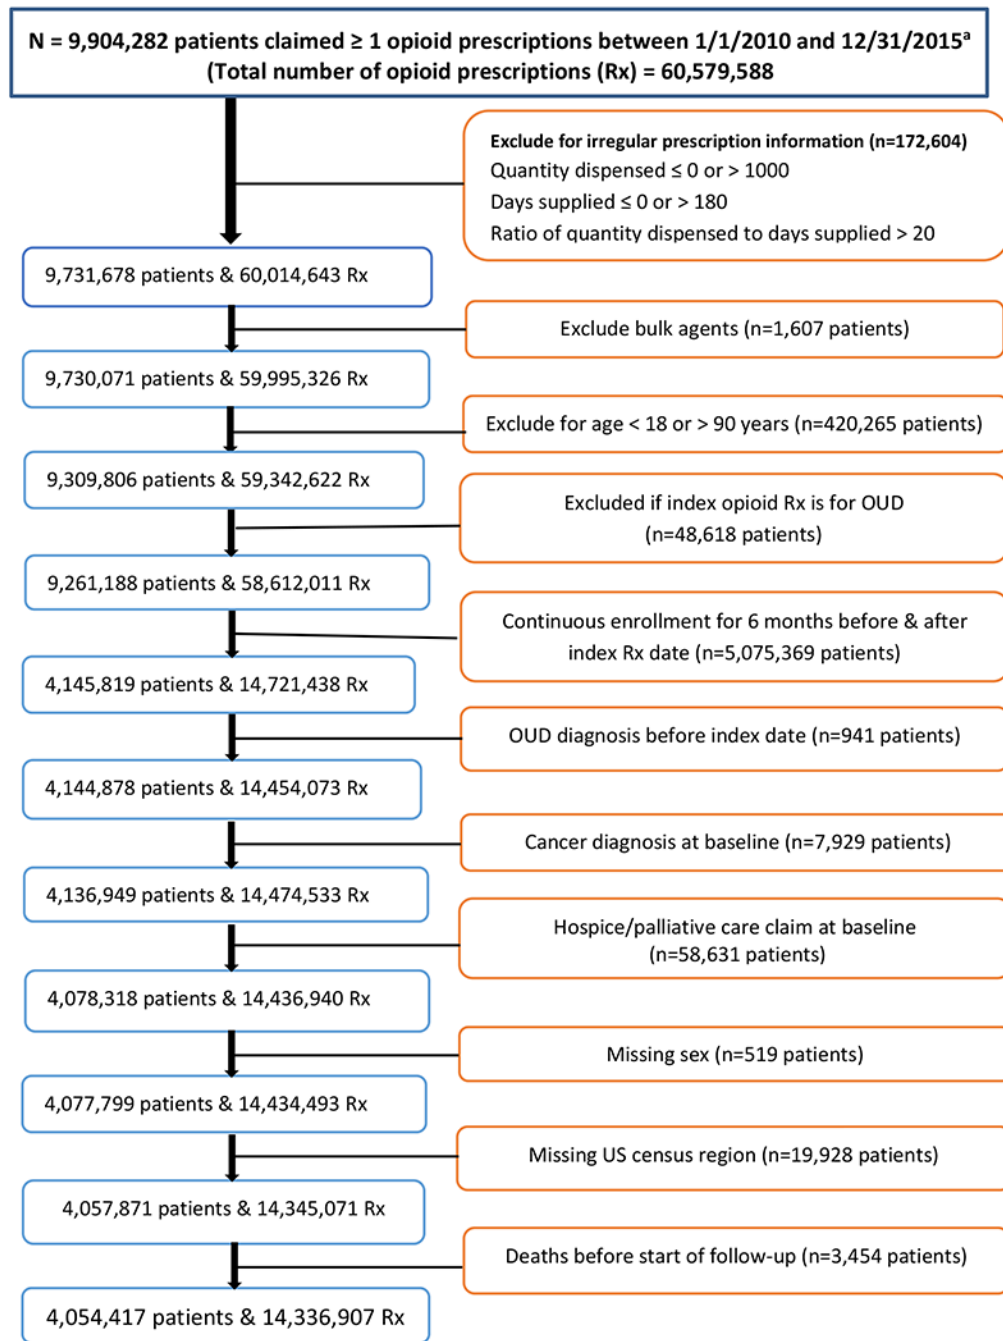 N = 9,904,282 patients claimed ≥ 1 opioid prescriptions between 1/1/2010 and 12/31/2015ᵃ
(Total number of opioid prescriptions (Rx) = 60,579,588
Exclude for irregular prescription information (n=172,604)
Quantity dispensed ≤ 0 or > 1000
Days supplied ≤ 0 or > 180
Ratio of quantity dispensed to days supplied > 20
9,731,678 patients & 60,014,643 Rx
Exclude bulk agents (n=1,607 patients)
9,730,071 patients & 59,995,326 Rx
Exclude for age < 18 or > 90 years (n=420,265 patients)
9,309,806 patients & 59,342,622 Rx
Excluded if index opioid Rx is for OUD
(n=48,618 patients)
9,261,188 patients & 58,612,011 Rx
Continuous enrollment for 6 months before & after
index Rx date (n=5,075,369 patients)
4,145,819 patients & 14,721,438 Rx
OUD diagnosis before index date (n=941 patients)
4,144,878 patients & 14,454,073 Rx
Cancer diagnosis at baseline (n=7,929 patients)
4,136,949 patients & 14,474,533 Rx
Hospice/palliative care claim at baseline
(n=58,631 patients)
4,078,318 patients & 14,436,940 Rx
Missing sex (n=519 patients)
4,077,799 patients & 14,434,493 Rx
Missing US census region (n=19,928 patients)
4,057,871 patients & 14,345,071 Rx
Deaths before start of follow-up (n=3,454 patients)
4,054,417 patients & 14,336,907 Rx